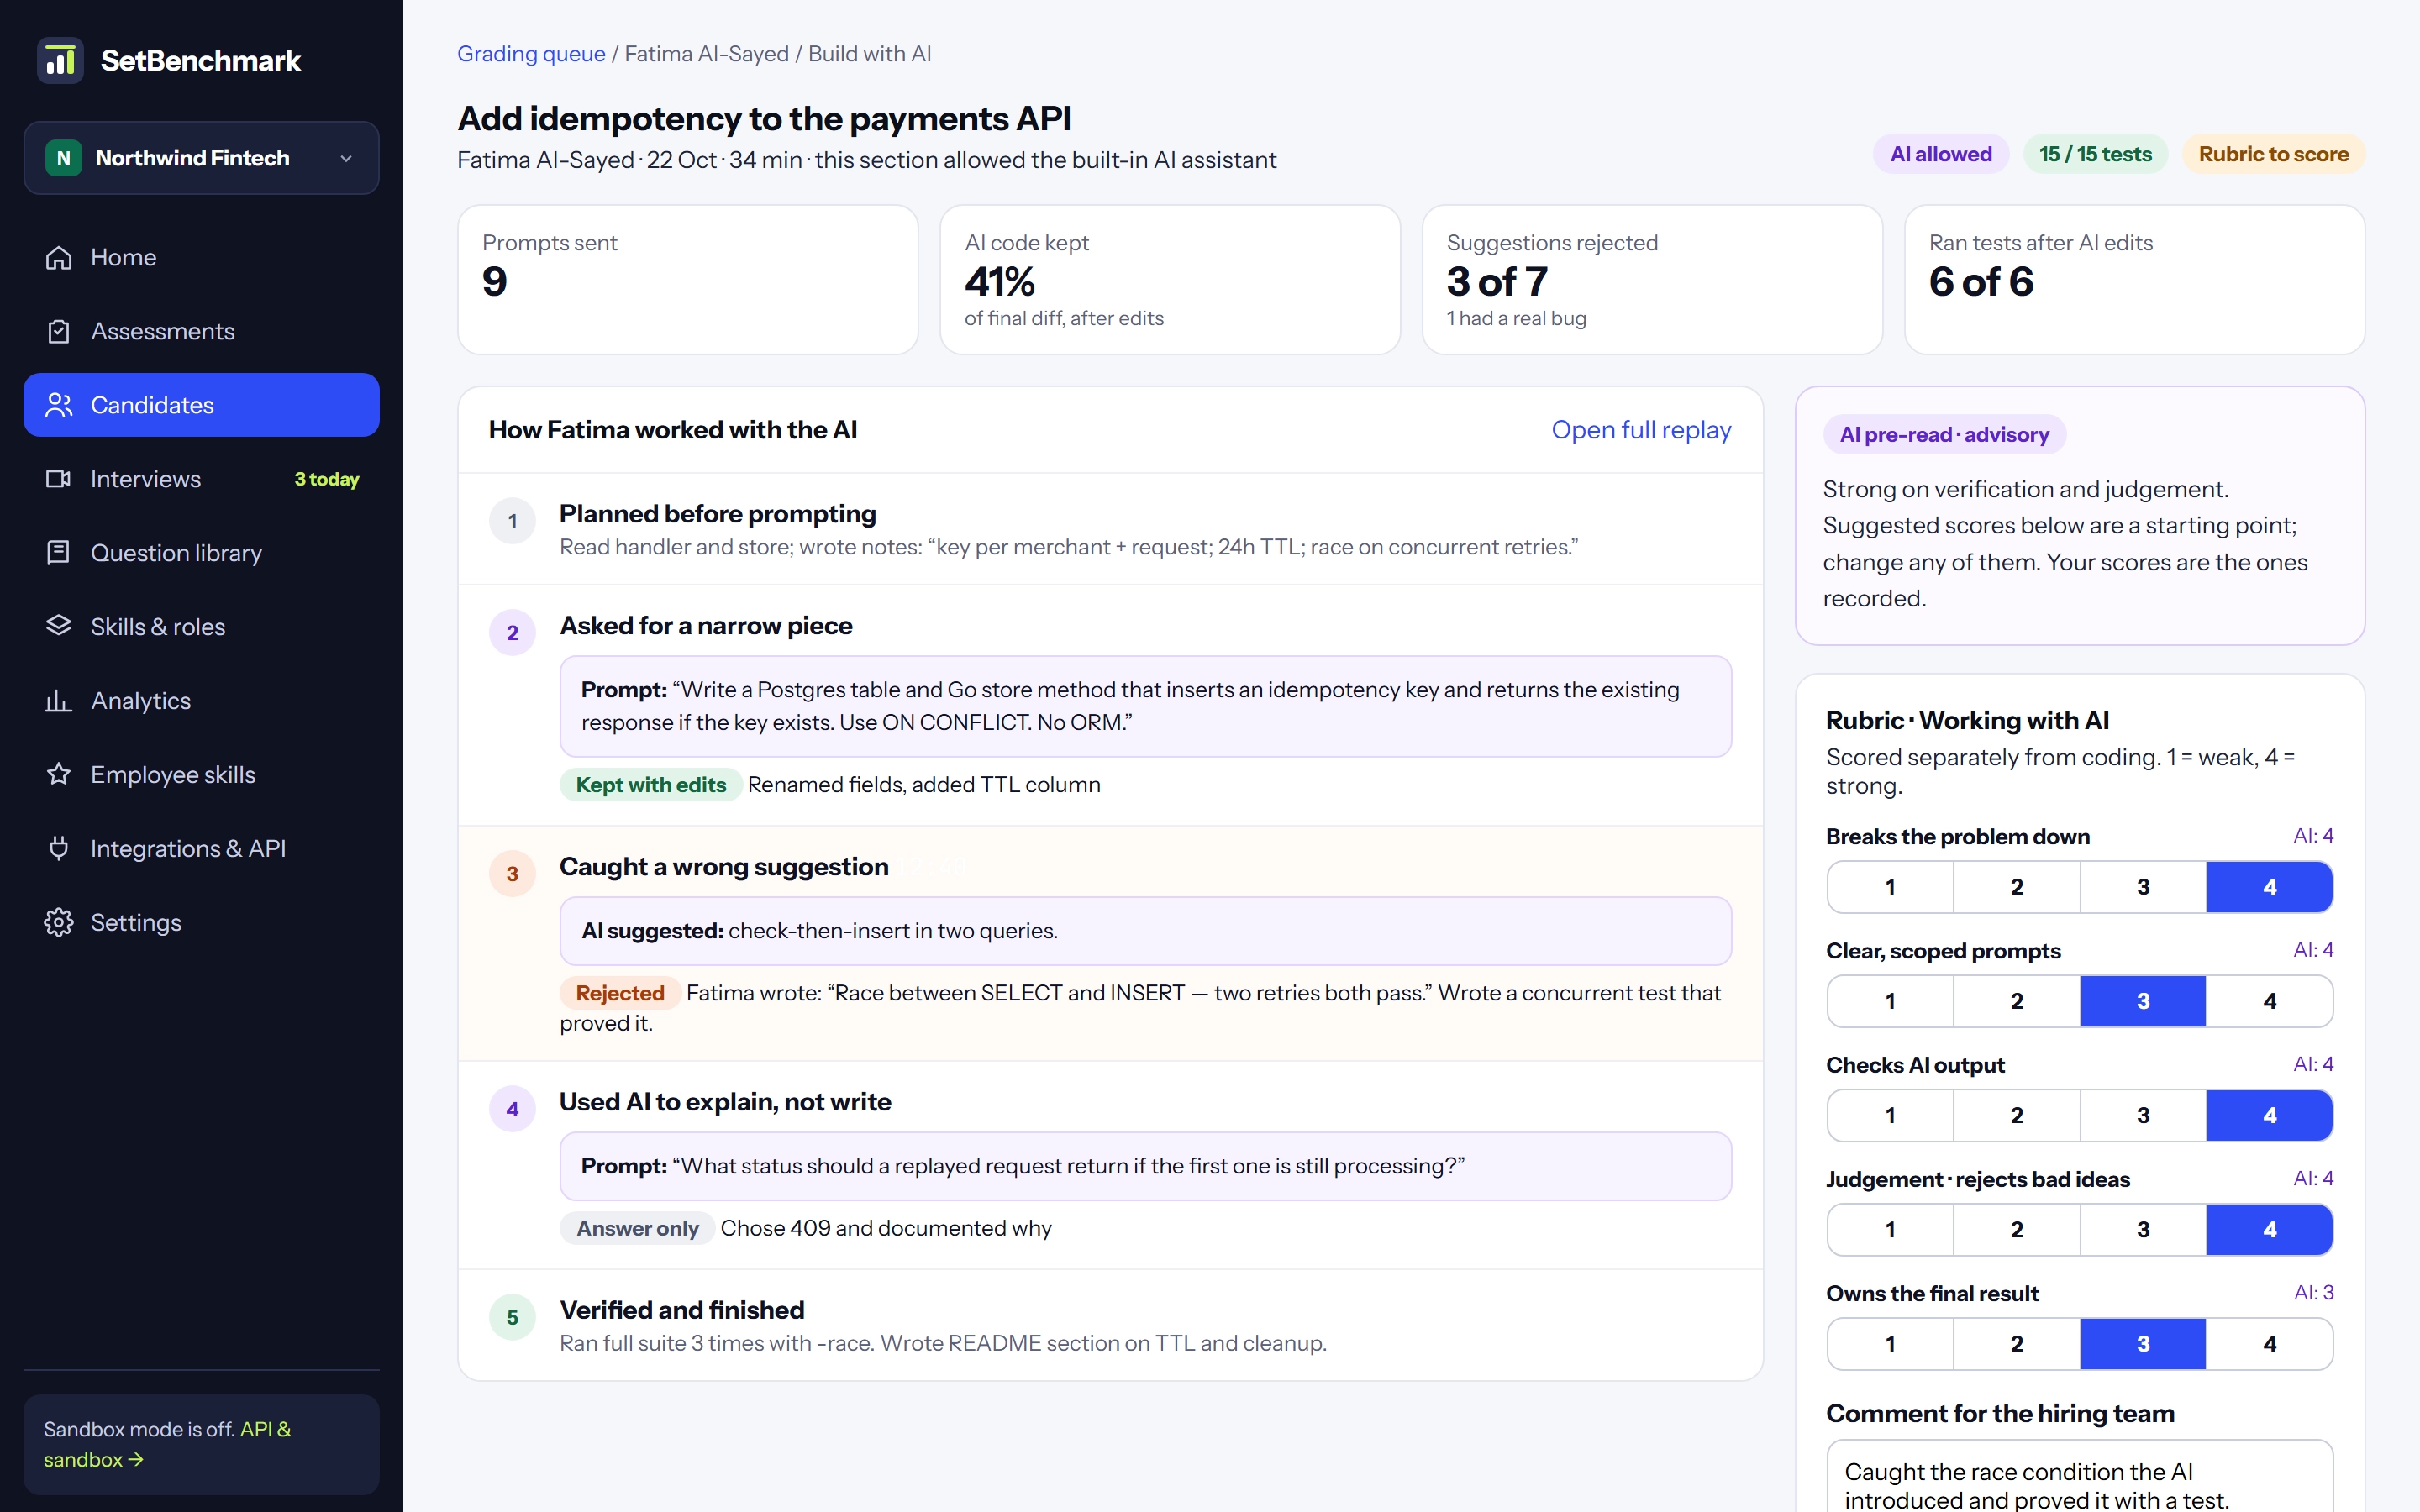 SetBenchmark
N Northwind Fintech
Home
Assessments
Candidates
Interviews 3 today
Question library
Skills & roles
Analytics
Employee skills
Integrations & API
Settings
Sandbox mode is off. API &
sandbox →
Grading queue / Fatima Al-Sayed / Build with AI
Add idempotency to the payments API
Fatima Al-Sayed · 22 Oct · 34 min · this section allowed the built-in AI assistant
AI allowed
15 / 15 tests
Rubric to score
Prompts sent
9
AI code kept
41%
of final diff, after edits
Suggestions rejected
3 of 7
1 had a real bug
Ran tests after AI edits
6 of 6
How Fatima worked with the AI
Open full replay
1
Planned before prompting
Read handler and store; wrote notes: “key per merchant + request; 24h TTL; race on concurrent retries.”
2
Asked for a narrow piece
Prompt: “Write a Postgres table and Go store method that inserts an idempotency key and returns the existing
response if the key exists. Use ON CONFLICT. No ORM.”
Kept with edits Renamed fields, added TTL column
3
Caught a wrong suggestion
AI suggested: check-then-insert in two queries.
Rejected Fatima wrote: “Race between SELECT and INSERT — two retries both pass.” Wrote a concurrent test that
proved it.
4
Used AI to explain, not write
Prompt: “What status should a replayed request return if the first one is still processing?”
Answer only Chose 409 and documented why
5
Verified and finished
Ran full suite 3 times with -race. Wrote README section on TTL and cleanup.
AI pre-read · advisory
Strong on verification and judgement.
Suggested scores below are a starting point;
change any of them. Your scores are the ones
recorded.
Rubric · Working with AI
Scored separately from coding. 1 = weak, 4 =
strong.
Breaks the problem down AI: 4
1 2 3 4
Clear, scoped prompts AI: 4
1 2 3 4
Checks AI output AI: 4
1 2 3 4
Judgement · rejects bad ideas AI: 4
1 2 3 4
Owns the final result AI: 3
1 2 3 4
Comment for the hiring team
Caught the race condition the AI
introduced and proved it with a test.